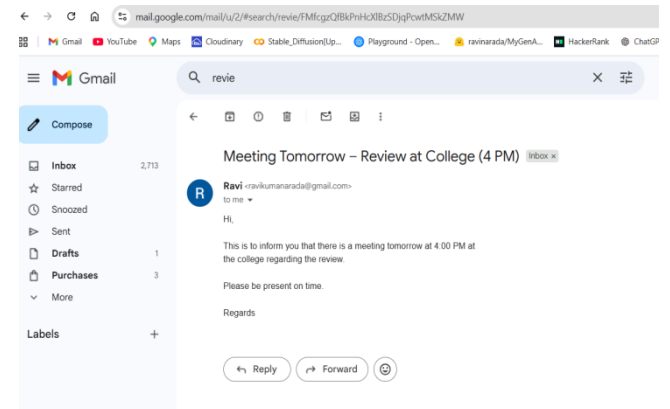 mail.google.com/mail/u/2/#search/revie/FMfcgzQfBkPnHcXlBzSDjqPcwtMSkZMW
M Gmail YouTube Maps Cloudinary Stable_Diffusion(Up... Playground - Open... ravinarada/MyGenA... HackerRank ChatGP
Gmail
revie
Compose
Inbox 2,713
Starred
Snoozed
Sent
Drafts 1
Purchases 3
More
Labels +
Meeting Tomorrow – Review at College (4 PM) Inbox ×
R
Ravi <ravikumanarada@gmail.com>
to me
Hi,
This is to inform you that there is a meeting tomorrow at 4:00 PM at
the college regarding the review.
Please be present on time.
Regards
Reply Forward